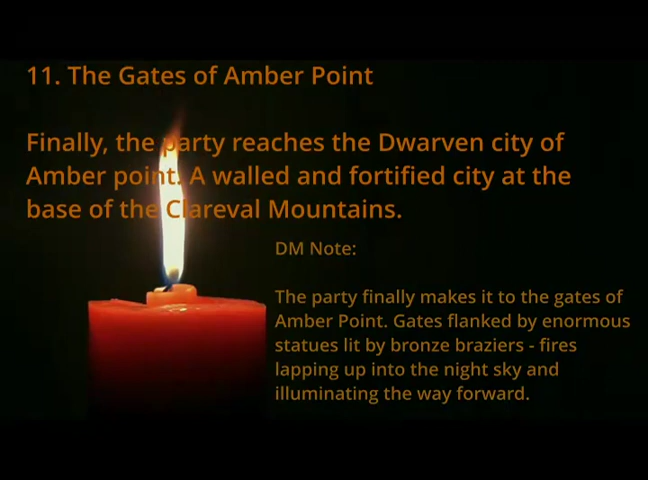 11. The Gates of Amber Point
Finally, the party reaches the Dwarven city of
Amber point. A walled and fortified city at the
base of the Clareval Mountains.
DM Note:
The party finally makes it to the gates of
Amber Point. Gates flanked by enormous
statues lit by bronze braziers - fires
lapping up into the night sky and
illuminating the way forward.